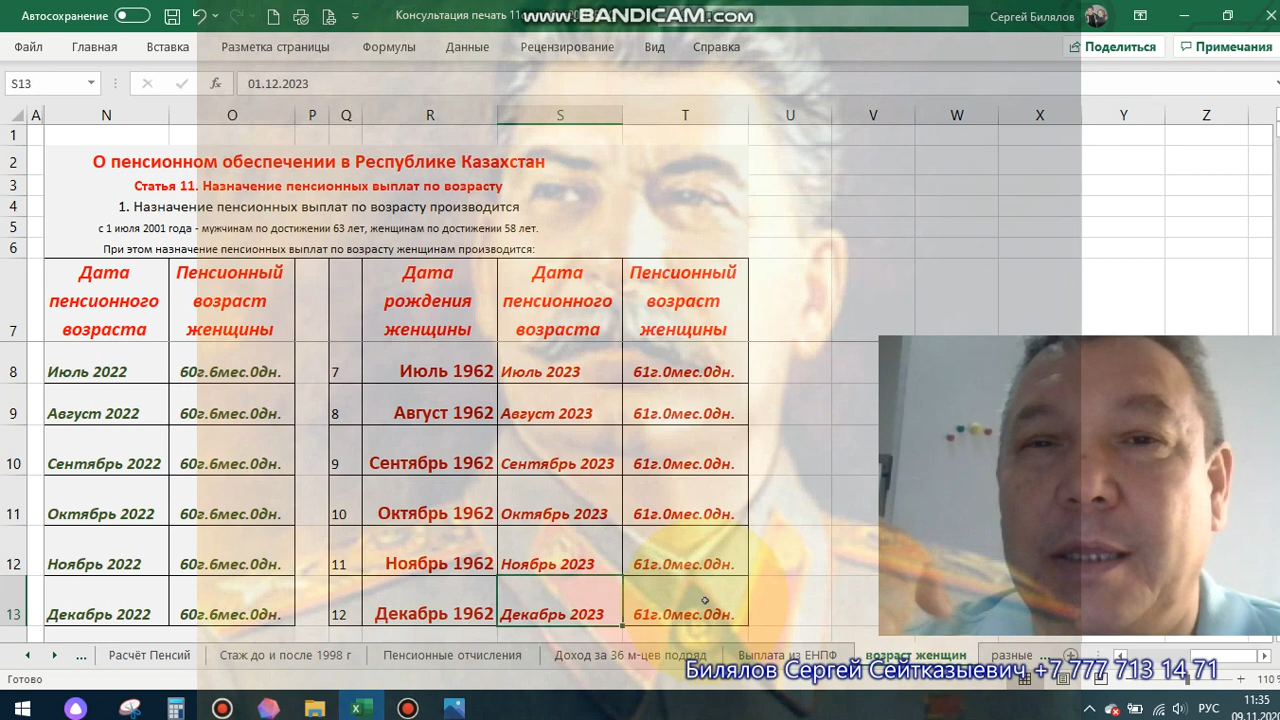 Автосохранение
Консультация печать 11
www.BANDICAM.com
Сергей Билялов
Файл
Главная
Вставка
Разметка страницы
Формулы
Данные
Рецензирование
Вид
Справка
Поделиться
Примечания
S13
fx
01.12.2023
A N O P Q R S T U V W X Y Z
1
2 О пенсионном обеспечении в Республике Казахстан
3 Статья 11. Назначение пенсионных выплат по возрасту
4 1. Назначение пенсионных выплат по возрасту производится
5 с 1 июля 2001 года - мужчинам по достижении 63 лет, женщинам по достижении 58 лет.
6 При этом назначение пенсионных выплат по возрасту женщинам производится:
Дата Пенсионный Дата Дата Пенсионный
пенсионного возраст рождения пенсионного возраст
7 возраста женщины женщины возраста женщины
8 Июль 2022 60г.6мес.0дн. 7 Июль 1962 Июль 2023 61г.0мес.0дн.
9 Август 2022 60г.6мес.0дн. 8 Август 1962 Август 2023 61г.0мес.0дн.
10 Сентябрь 2022 60г.6мес.0дн. 9 Сентябрь 1962 Сентябрь 2023 61г.0мес.0дн.
11 Октябрь 2022 60г.6мес.0дн. 10 Октябрь 1962 Октябрь 2023 61г.0мес.0дн.
12 Ноябрь 2022 60г.6мес.0дн. 11 Ноябрь 1962 Ноябрь 2023 61г.0мес.0дн.
13 Декабрь 2022 60г.6мес.0дн. 12 Декабрь 1962 Декабрь 2023 61г.0мес.0дн.
... Расчёт Пенсий Стаж до и после 1998 г Пенсионные отчисления Доход за 36 м-цев подряд Выплата из ЕНПФ возраст женщин разные ...
Билялов Сергей Сейтказыевич +7 777 713 14 71
Готово
110
РУС
11:35
09.11.202